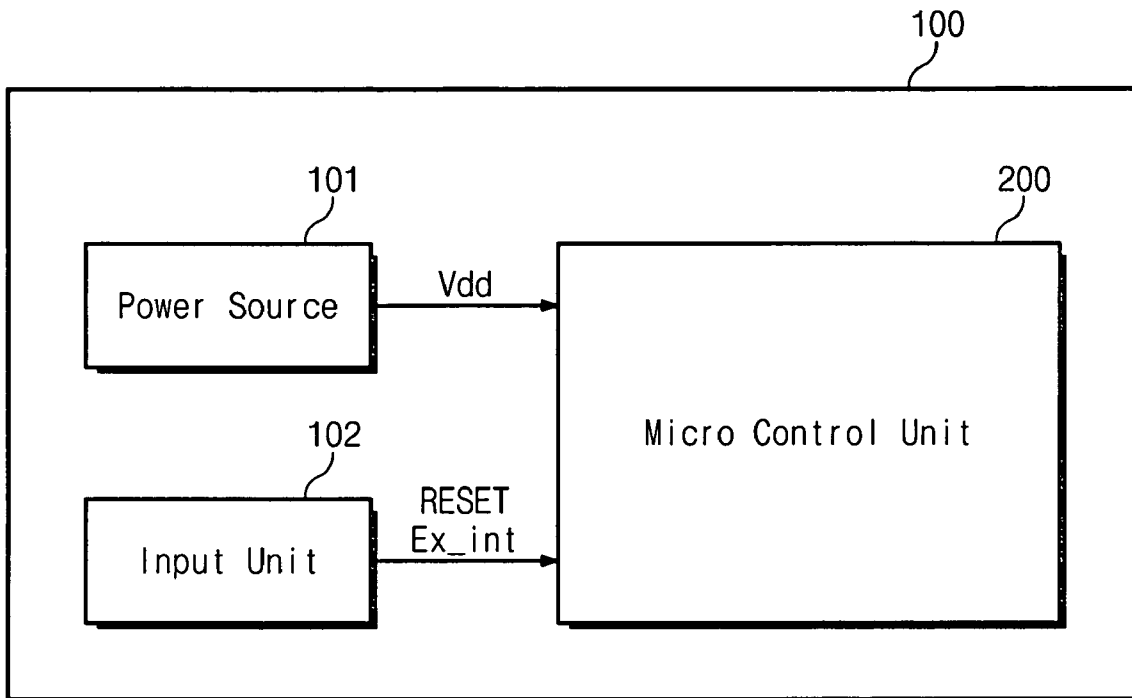 100
101
200
Power Source
Vdd
Micro Control Unit
102
RESET
Ex_int
Input Unit